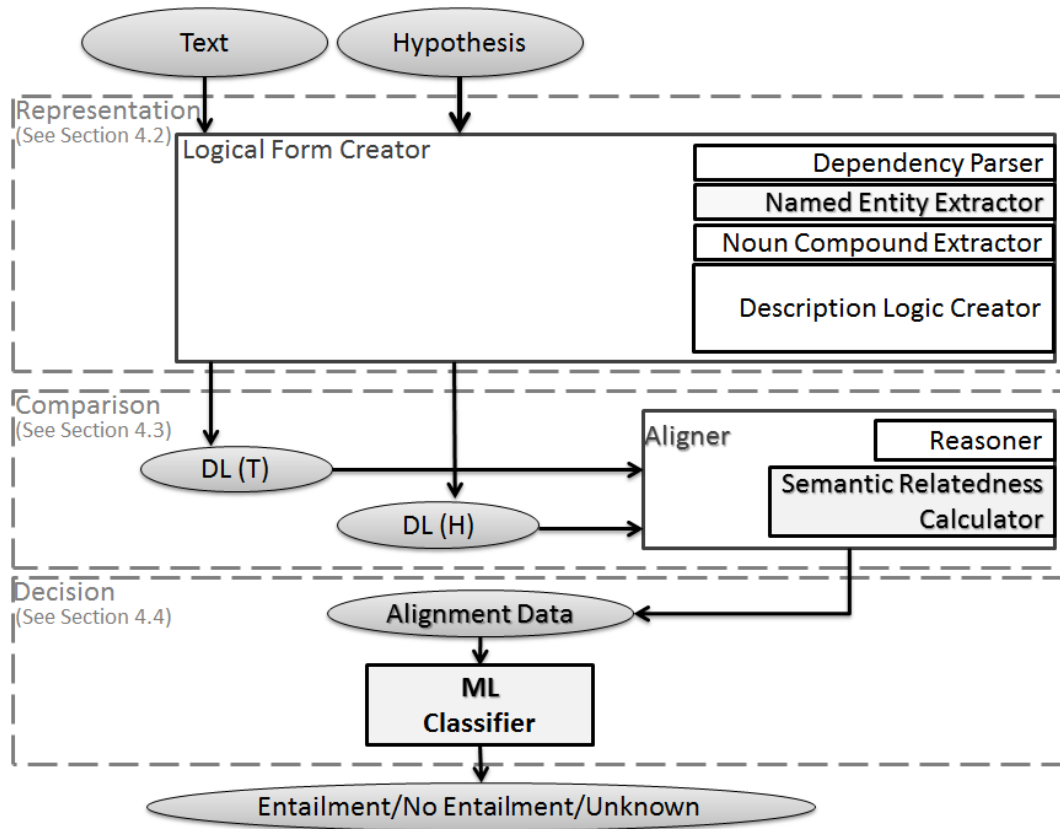 Text
Hypothesis
Representation
(See Section 4.2)
Logical Form Creator
Dependency Parser
Named Entity Extractor
Noun Compound Extractor
Description Logic Creator
Comparison
(See Section 4.3)
Aligner
Reasoner
Semantic Relatedness
Calculator
DL (T)
DL (H)
Decision
(See Section 4.4)
Alignment Data
ML
Classifier
Entailment/No Entailment/Unknown